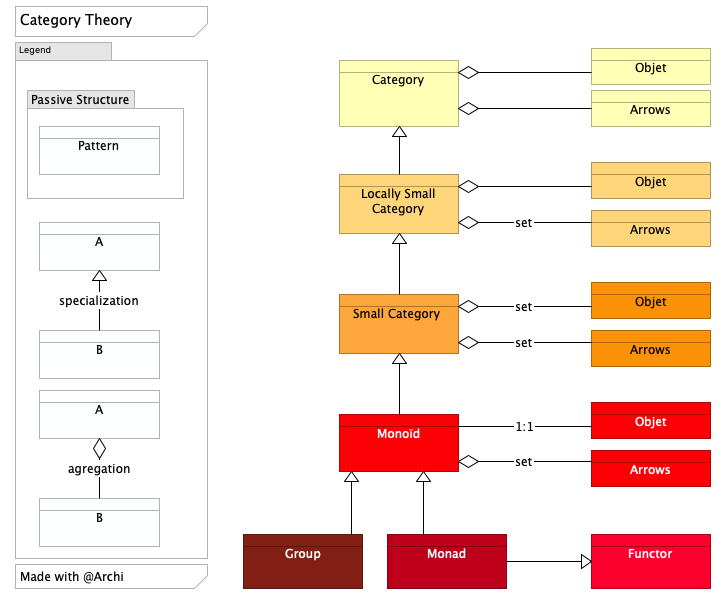 Category Theory
Legend
Passive Structure
Pattern
A
specialization
B
A
agregation
B
Made with @Archi
Category
Objet
Arrows
Locally Small
Category
Objet
set
Arrows
Small Category
set
Objet
set
Arrows
Monoïd
1:1
Objet
set
Arrows
Group
Monad
Functor